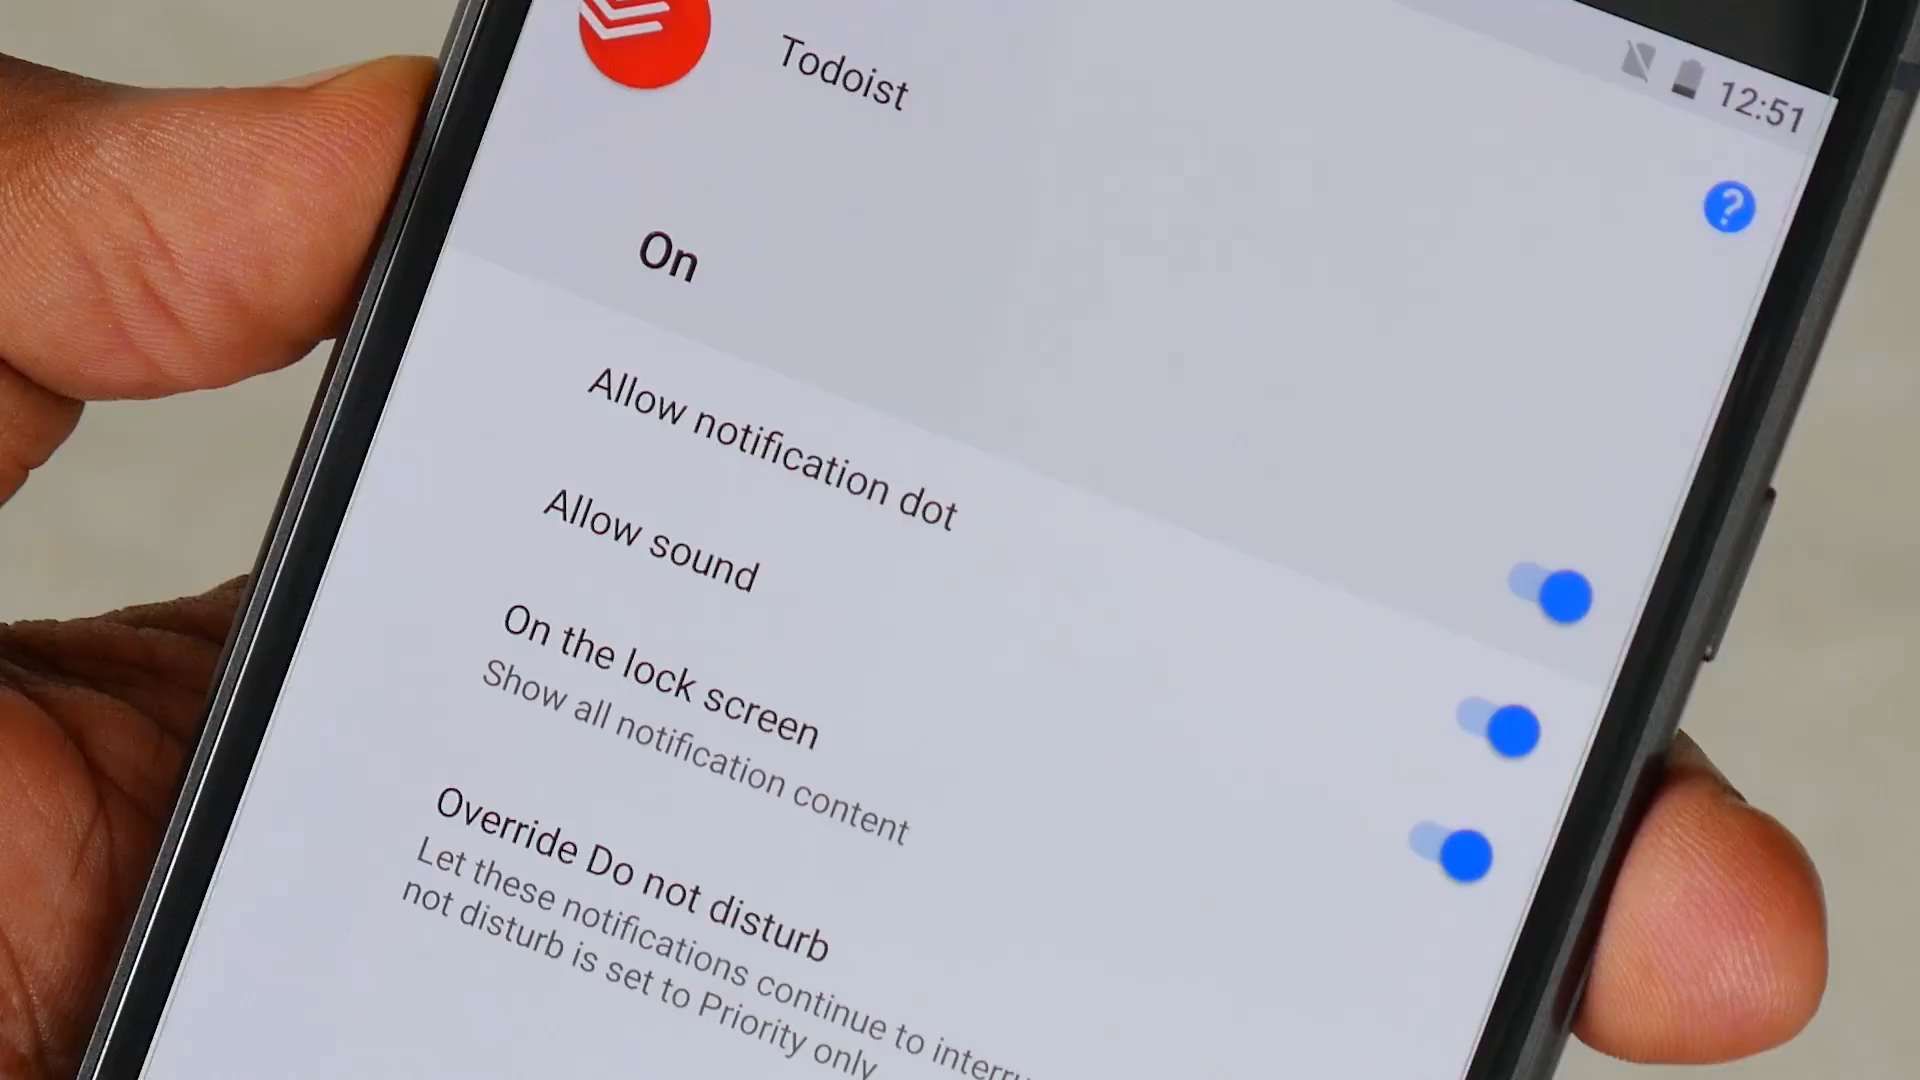 12:51
Todoist
?
On
Allow notification dot
Allow sound
On the lock screen
Show all notification content
Override Do not disturb
Let these notifications continue to
not disturb is set to Priority only